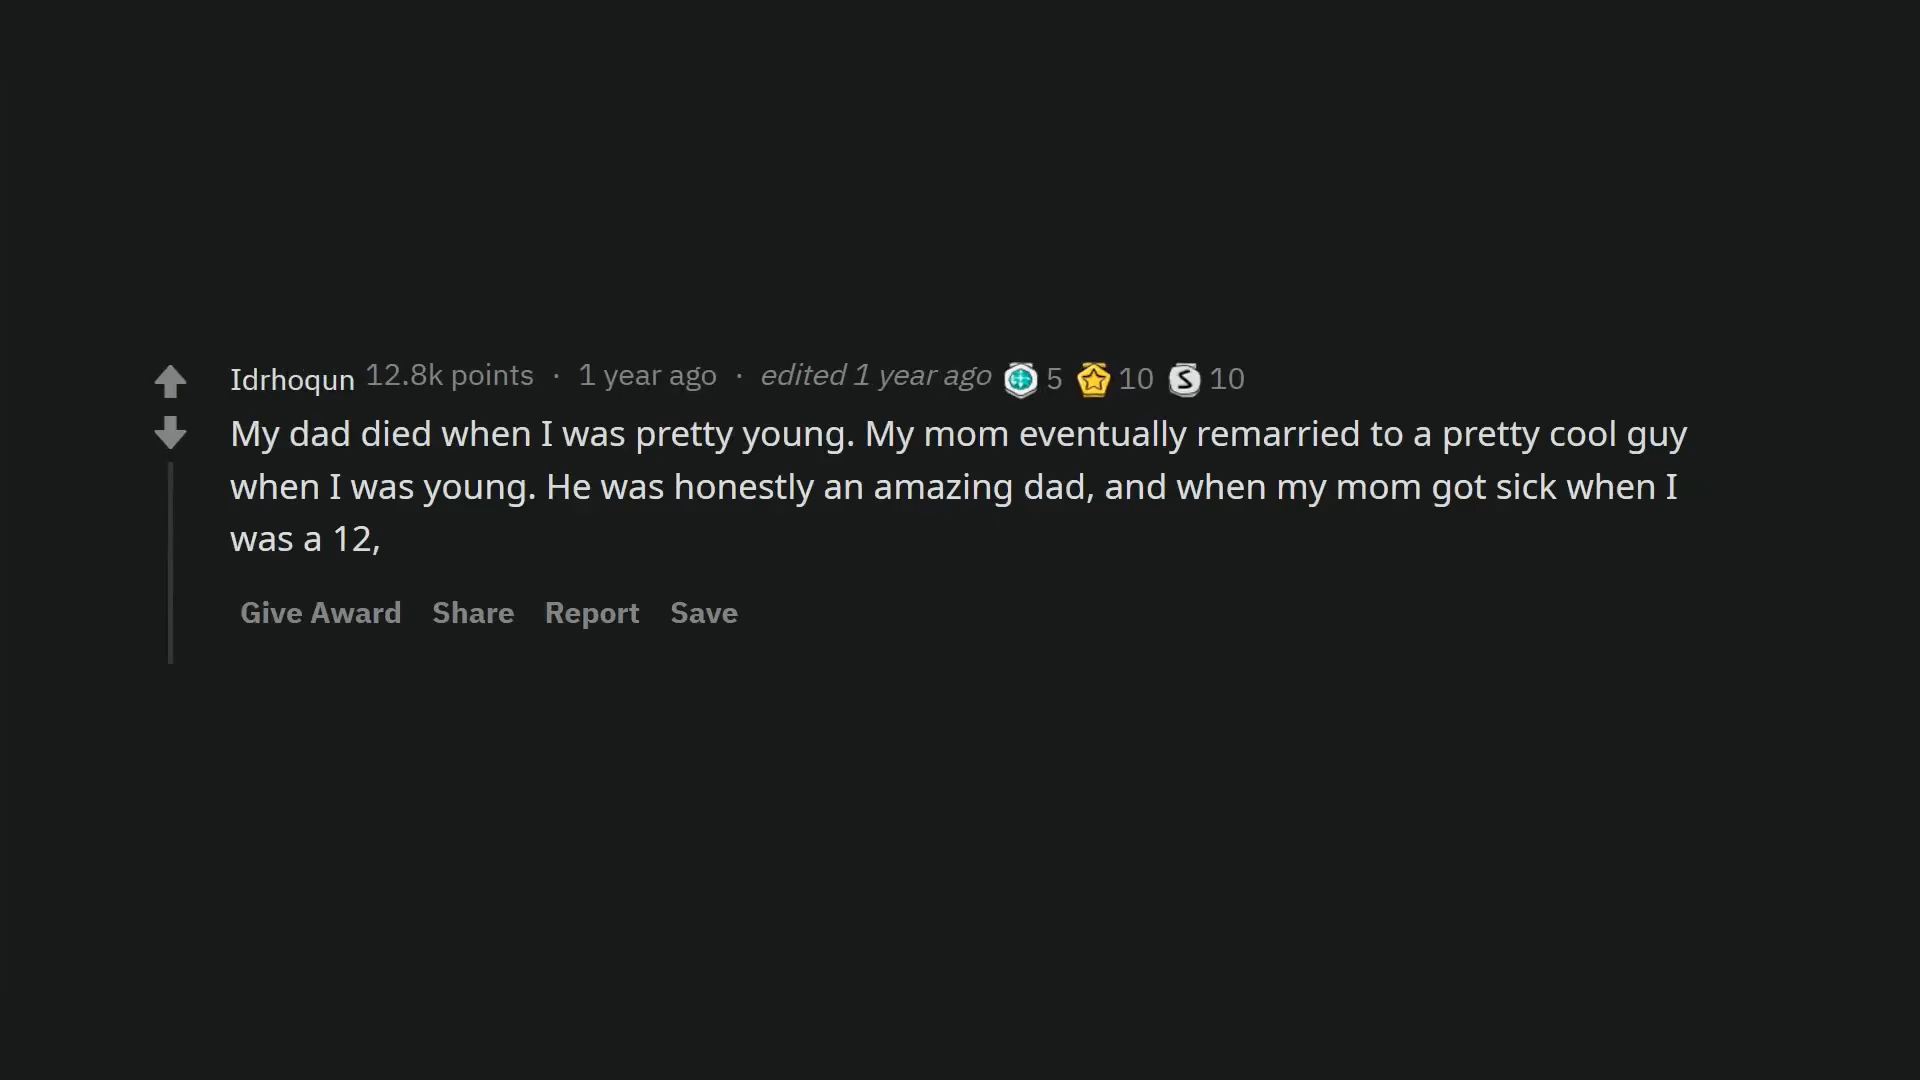 Idrhoqun 12.8k points · 1 year ago · edited 1 year ago 5 10 S 10
My dad died when I was pretty young. My mom eventually remarried to a pretty cool guy
when I was young. He was honestly an amazing dad, and when my mom got sick when I
was a 12,
Give Award Share Report Save